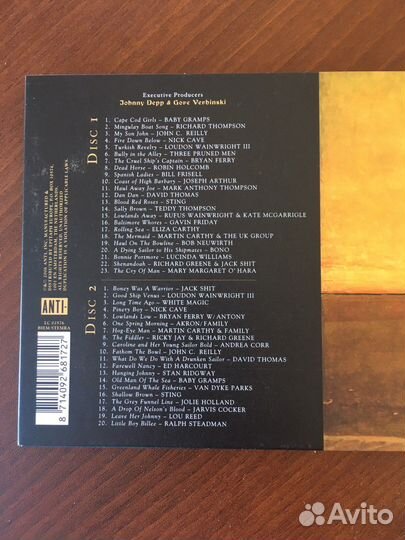 Executive Producers
Johnny Depp & Gore Verbinski
DISC 1
1. Cape Cod Girls – BABY GRAMPS
2. Mingulay Boat Song – RICHARD THOMPSON
3. My Son John – JOHN C. REILLY
4. Fire Down Below – NICK CAVE
5. Turkish Revelry – LOUDON WAINWRIGHT III
6. Bully in the Alley – THREE PRUNED MEN
7. The Cruel Ship's Captain – BRYAN FERRY
8. Dead Horse – ROBIN HOLCOMB
9. Spanish Ladies – BILL FRISELL
10. Coast of High Barbary – JOSEPH ARTHUR
11. Haul Away Joe – MARK ANTHONY THOMPSON
12. Dan Dan – DAVID THOMAS
13. Blood Red Roses – STING
14. Sally Brown – TEDDY THOMPSON
15. Lowlands Away – RUFUS WAINWRIGHT & KATE MCGARRIGLE
16. Baltimore Whores – GAVIN FRIDAY
17. Rolling Sea – ELIZA CARTHY
18. The Mermaid – MARTIN CARTHY & THE UK GROUP
19. Haul On The Bowline – BOB NEUWIRTH
20. A Dying Sailor to His Shipmates – BONO
21. Bonnie Portmore – LUCINDA WILLIAMS
22. Shenandoah – RICHARD GREENE & JACK SHIT
23. The Cry Of Man – MARY MARGARET O'HARA
DISC 2
1. Boney Was A Warrior – JACK SHIT
2. Good Ship Venus – LOUDON WAINWRIGHT III
3. Long Time Ago – WHITE MAGIC
4. Pinery Boy – NICK CAVE
5. Lowlands Low – BRYAN FERRY W/ ANTONY
6. One Spring Morning – AKRON/FAMILY
7. Hog-Eye Man – MARTIN CARTHY & FAMILY
8. The Fiddler – RICKY JAY & RICHARD GREENE
9. Caroline and Her Young Sailor Bold – ANDREA CORR
10. Fathom The Bowl – JOHN C. REILLY
11. What Do We Do With A Drunken Sailor – DAVID THOMAS
12. Farewell Nancy – ED HARCOURT
13. Hanging Johnny – STAN RIDGWAY
14. Old Man Of The Sea – BABY GRAMPS
15. Greenland Whale Fisheries – VAN DYKE PARKS
16. Shallow Brown – STING
17. The Grey Funnel Line – JOLIE HOLLAND
18. A Drop Of Nelson's Blood – JARVIS COCKER
19. Leave Her Johnny – LOU REED
20. Little Boy Billee – RALPH STEADMAN
ANTI-
8 714092 681727
Avito